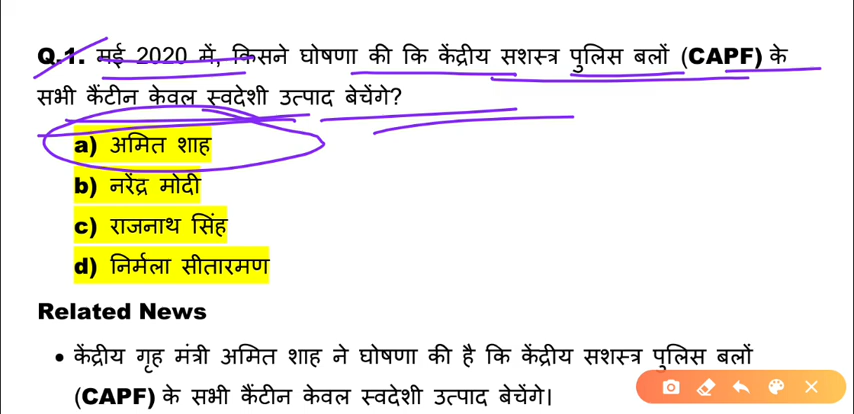 Q.1. मई 2020 में, किसने घोषणा की कि केंद्रीय सशस्त्र पुलिस बलों (CAPF) के
सभी कैंटीन केवल स्वदेशी उत्पाद बेचेंगे?
a) अमित शाह
b) नरेंद्र मोदी
c) राजनाथ सिंह
d) निर्मला सीतारमण
Related News
• केंद्रीय गृह मंत्री अमित शाह ने घोषणा की है कि केंद्रीय सशस्त्र पुलिस बलों
(CAPF) के सभी कैंटीन केवल स्वदेशी उत्पाद बेचेंगे।